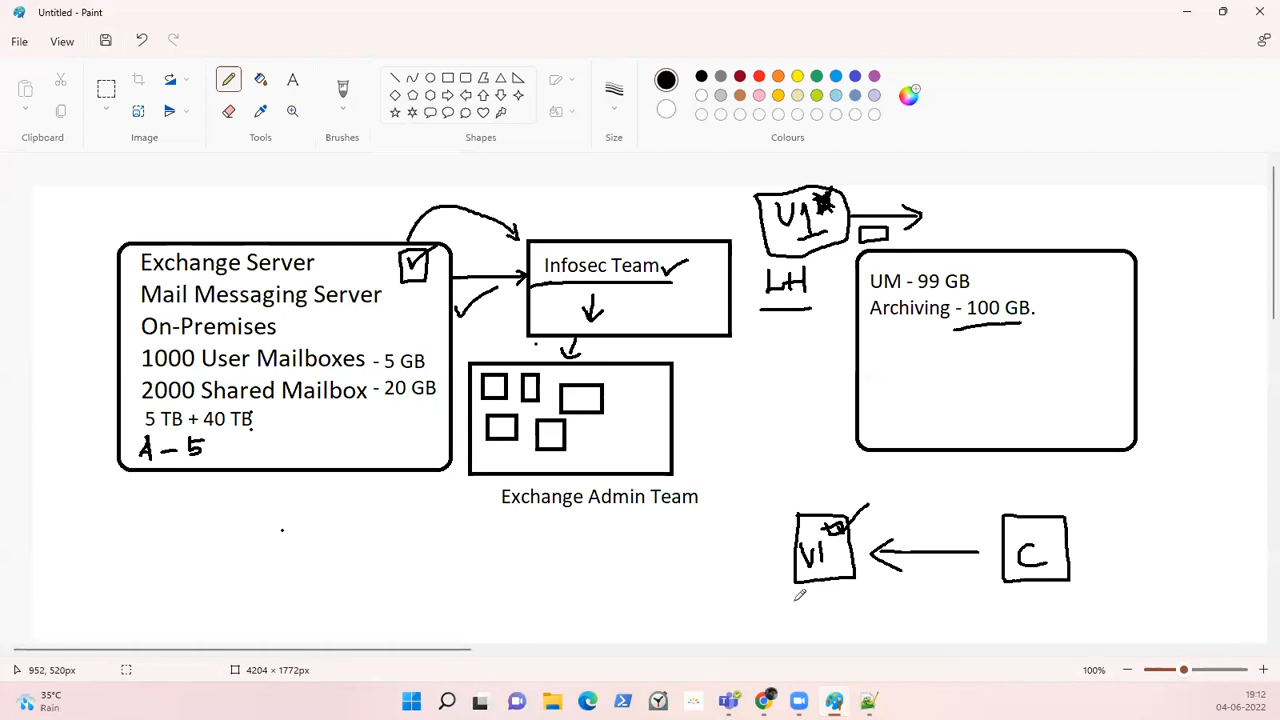 Untitled - Paint
File View
Clipboard
Image
Tools
Brushes
Shapes
Size
Colours
Exchange Server
Mail Messaging Server
On-Premises
1000 User Mailboxes - 5 GB
2000 Shared Mailbox - 20 GB
5 TB + 40 TB
A - 5
Infosec Team
Exchange Admin Team
U1
LH
UM - 99 GB
Archiving - 100 GB.
V1
C
952, 520px
4204 × 1772px
100%
35°C
Rain
19:12
04-06-2022